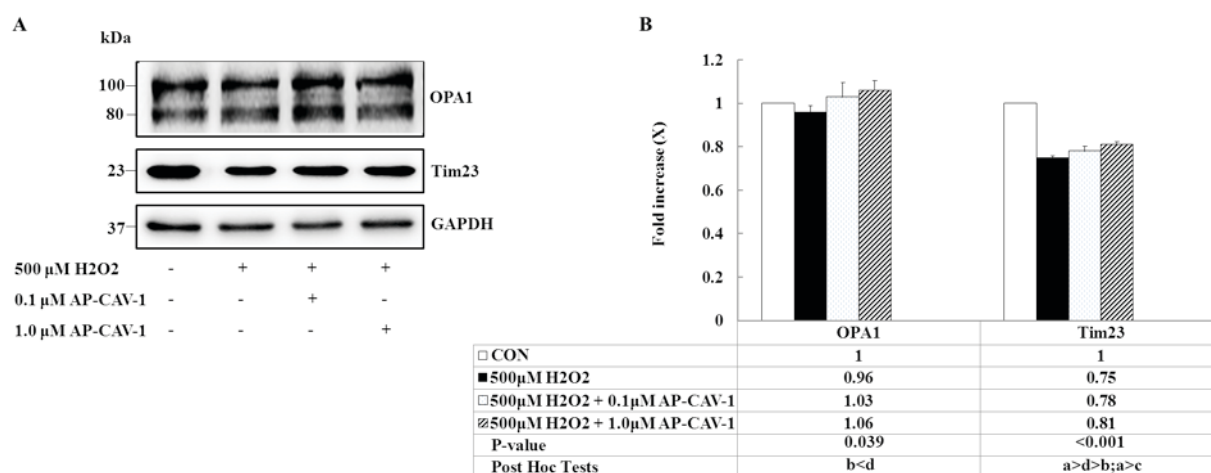 A
kDa
100
80
OPA1
23
Tim23
37
GAPDH
500 µM H2O2 - + + +
0.1 µM AP-CAV-1 - - + -
1.0 µM AP-CAV-1 - - - +
B
Fold increase (X)
1.2
1
0.8
0.6
0.4
0.2
0
OPA1 Tim23
CON 1 1
500µM H2O2 0.96 0.75
500µM H2O2 + 0.1µM AP-CAV-1 1.03 0.78
500µM H2O2 + 1.0µM AP-CAV-1 1.06 0.81
P-value 0.039 <0.001
Post Hoc Tests b<d a>d>b;a>c